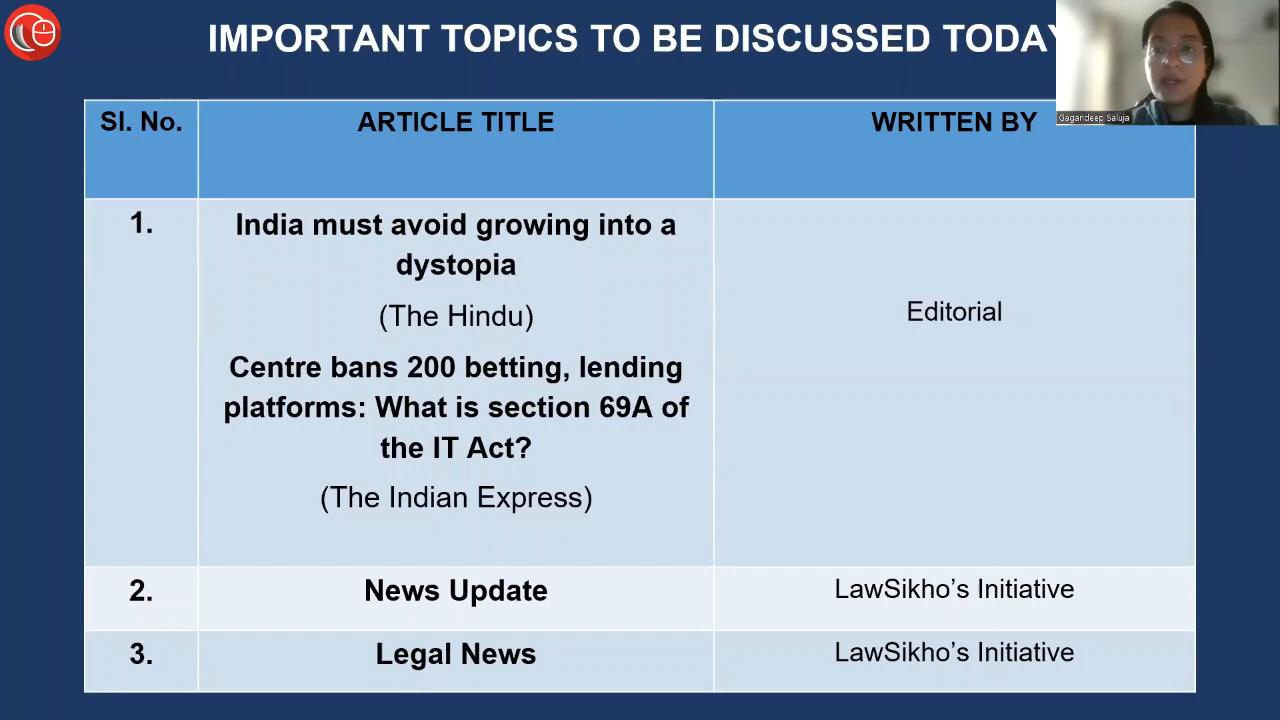 IMPORTANT TOPICS TO BE DISCUSSED TODAY
Gagandeep Saluja
Sl. No.
ARTICLE TITLE
WRITTEN BY
1.
India must avoid growing into a
dystopia
(The Hindu)
Centre bans 200 betting, lending
platforms: What is section 69A of
the IT Act?
(The Indian Express)
Editorial
2.
News Update
LawSikho’s Initiative
3.
Legal News
LawSikho’s Initiative